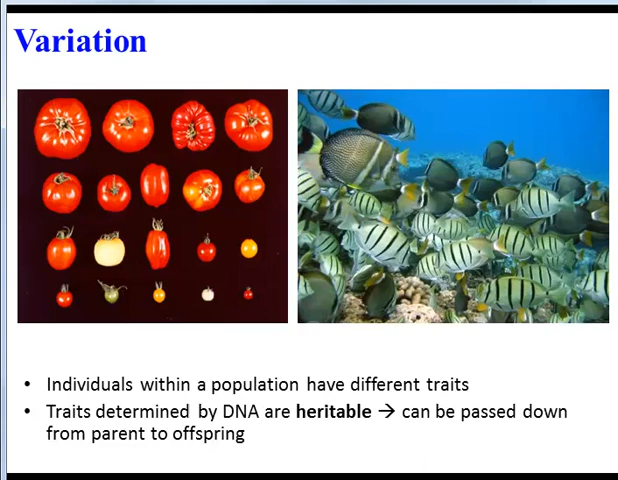 Variation
• Individuals within a population have different traits
• Traits determined by DNA are heritable → can be passed down
from parent to offspring